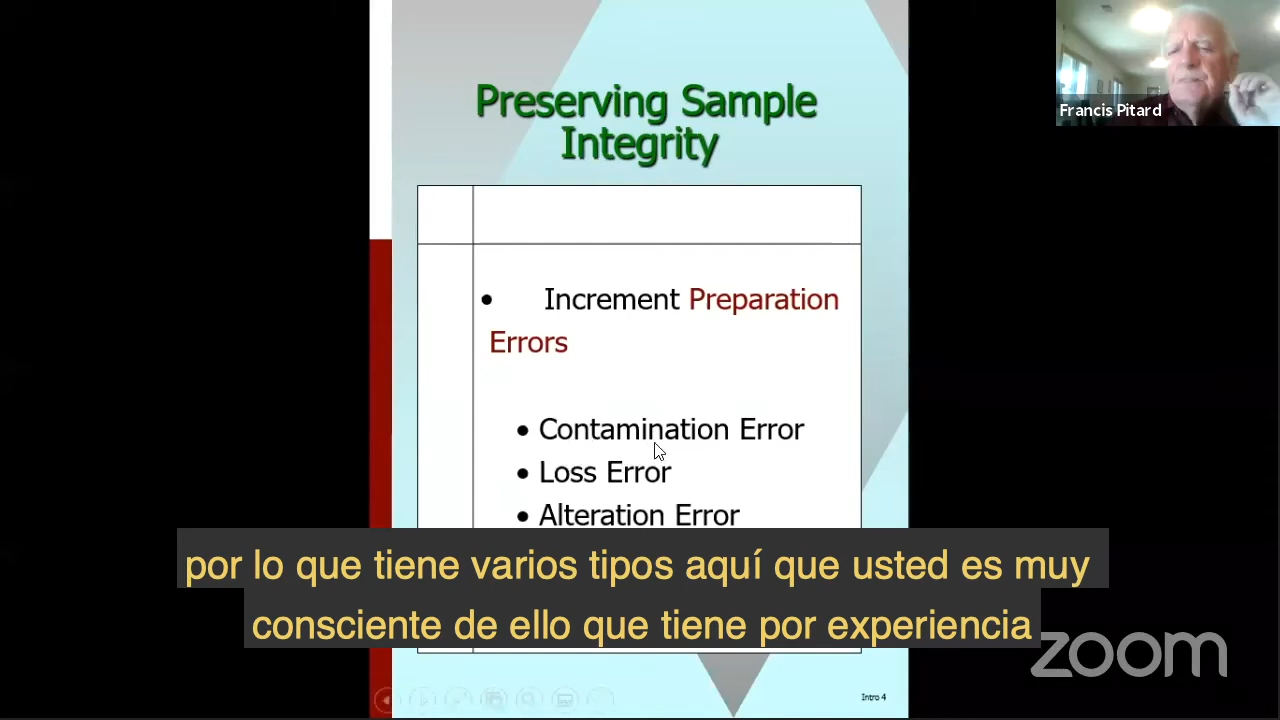 Preserving Sample
Integrity
Francis Pitard
• Increment Preparation
Errors
• Contamination Error
• Loss Error
• Alteration Error
por lo que tiene varios tipos aquí que usted es muy
consciente de ello que tiene por experiencia
zoom
Intro 4